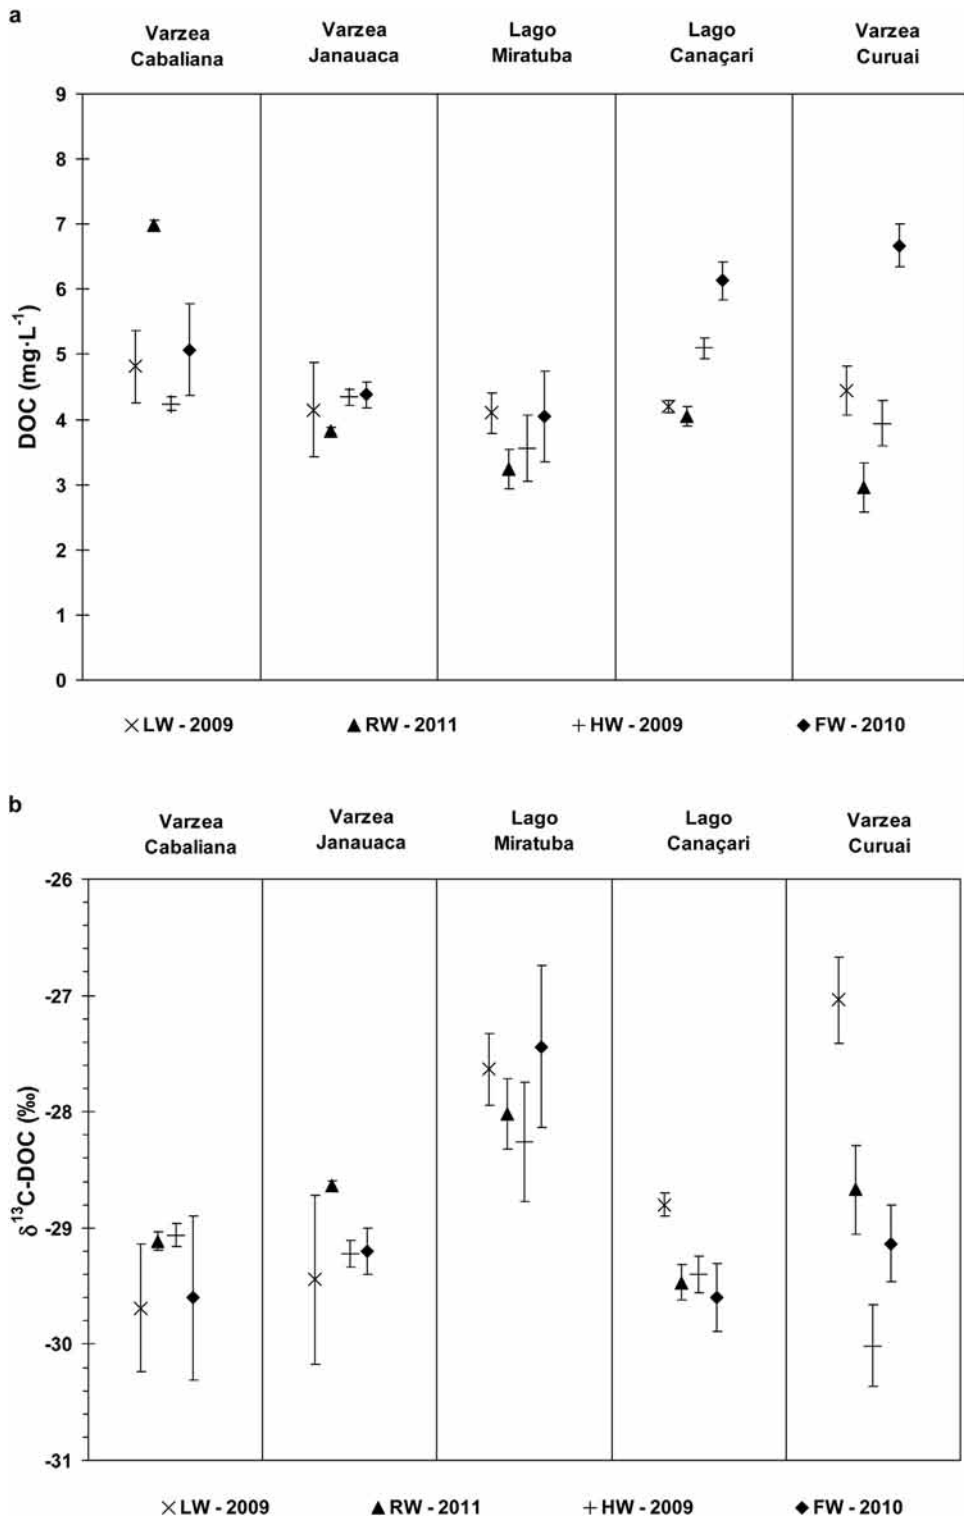 a
Varzea Cabaliana
Varzea Janauaca
Lago Miratuba
Lago Canaçari
Varzea Curuai
9
8
7
6
5
4
3
2
1
0
DOC (mg·L⁻¹)
LW - 2009 RW - 2011 HW - 2009 FW - 2010
b
Varzea Cabaliana
Varzea Janauaca
Lago Miratuba
Lago Canaçari
Varzea Curuai
-26
-27
-28
-29
-30
-31
δ¹³C-DOC (‰)
LW - 2009 RW - 2011 HW - 2009 FW - 2010